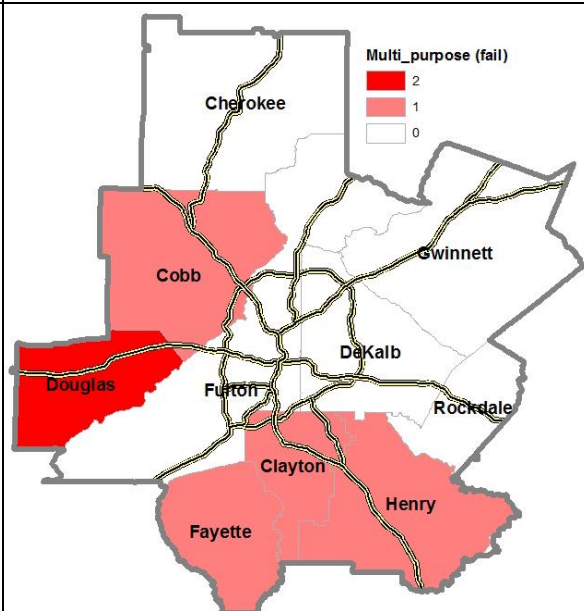 Multi_purpose (fail)
2
1
0
Cherokee
Cobb
Gwinnett
DeKalb
Douglas
Fulton
Rockdale
Clayton
Henry
Fayette